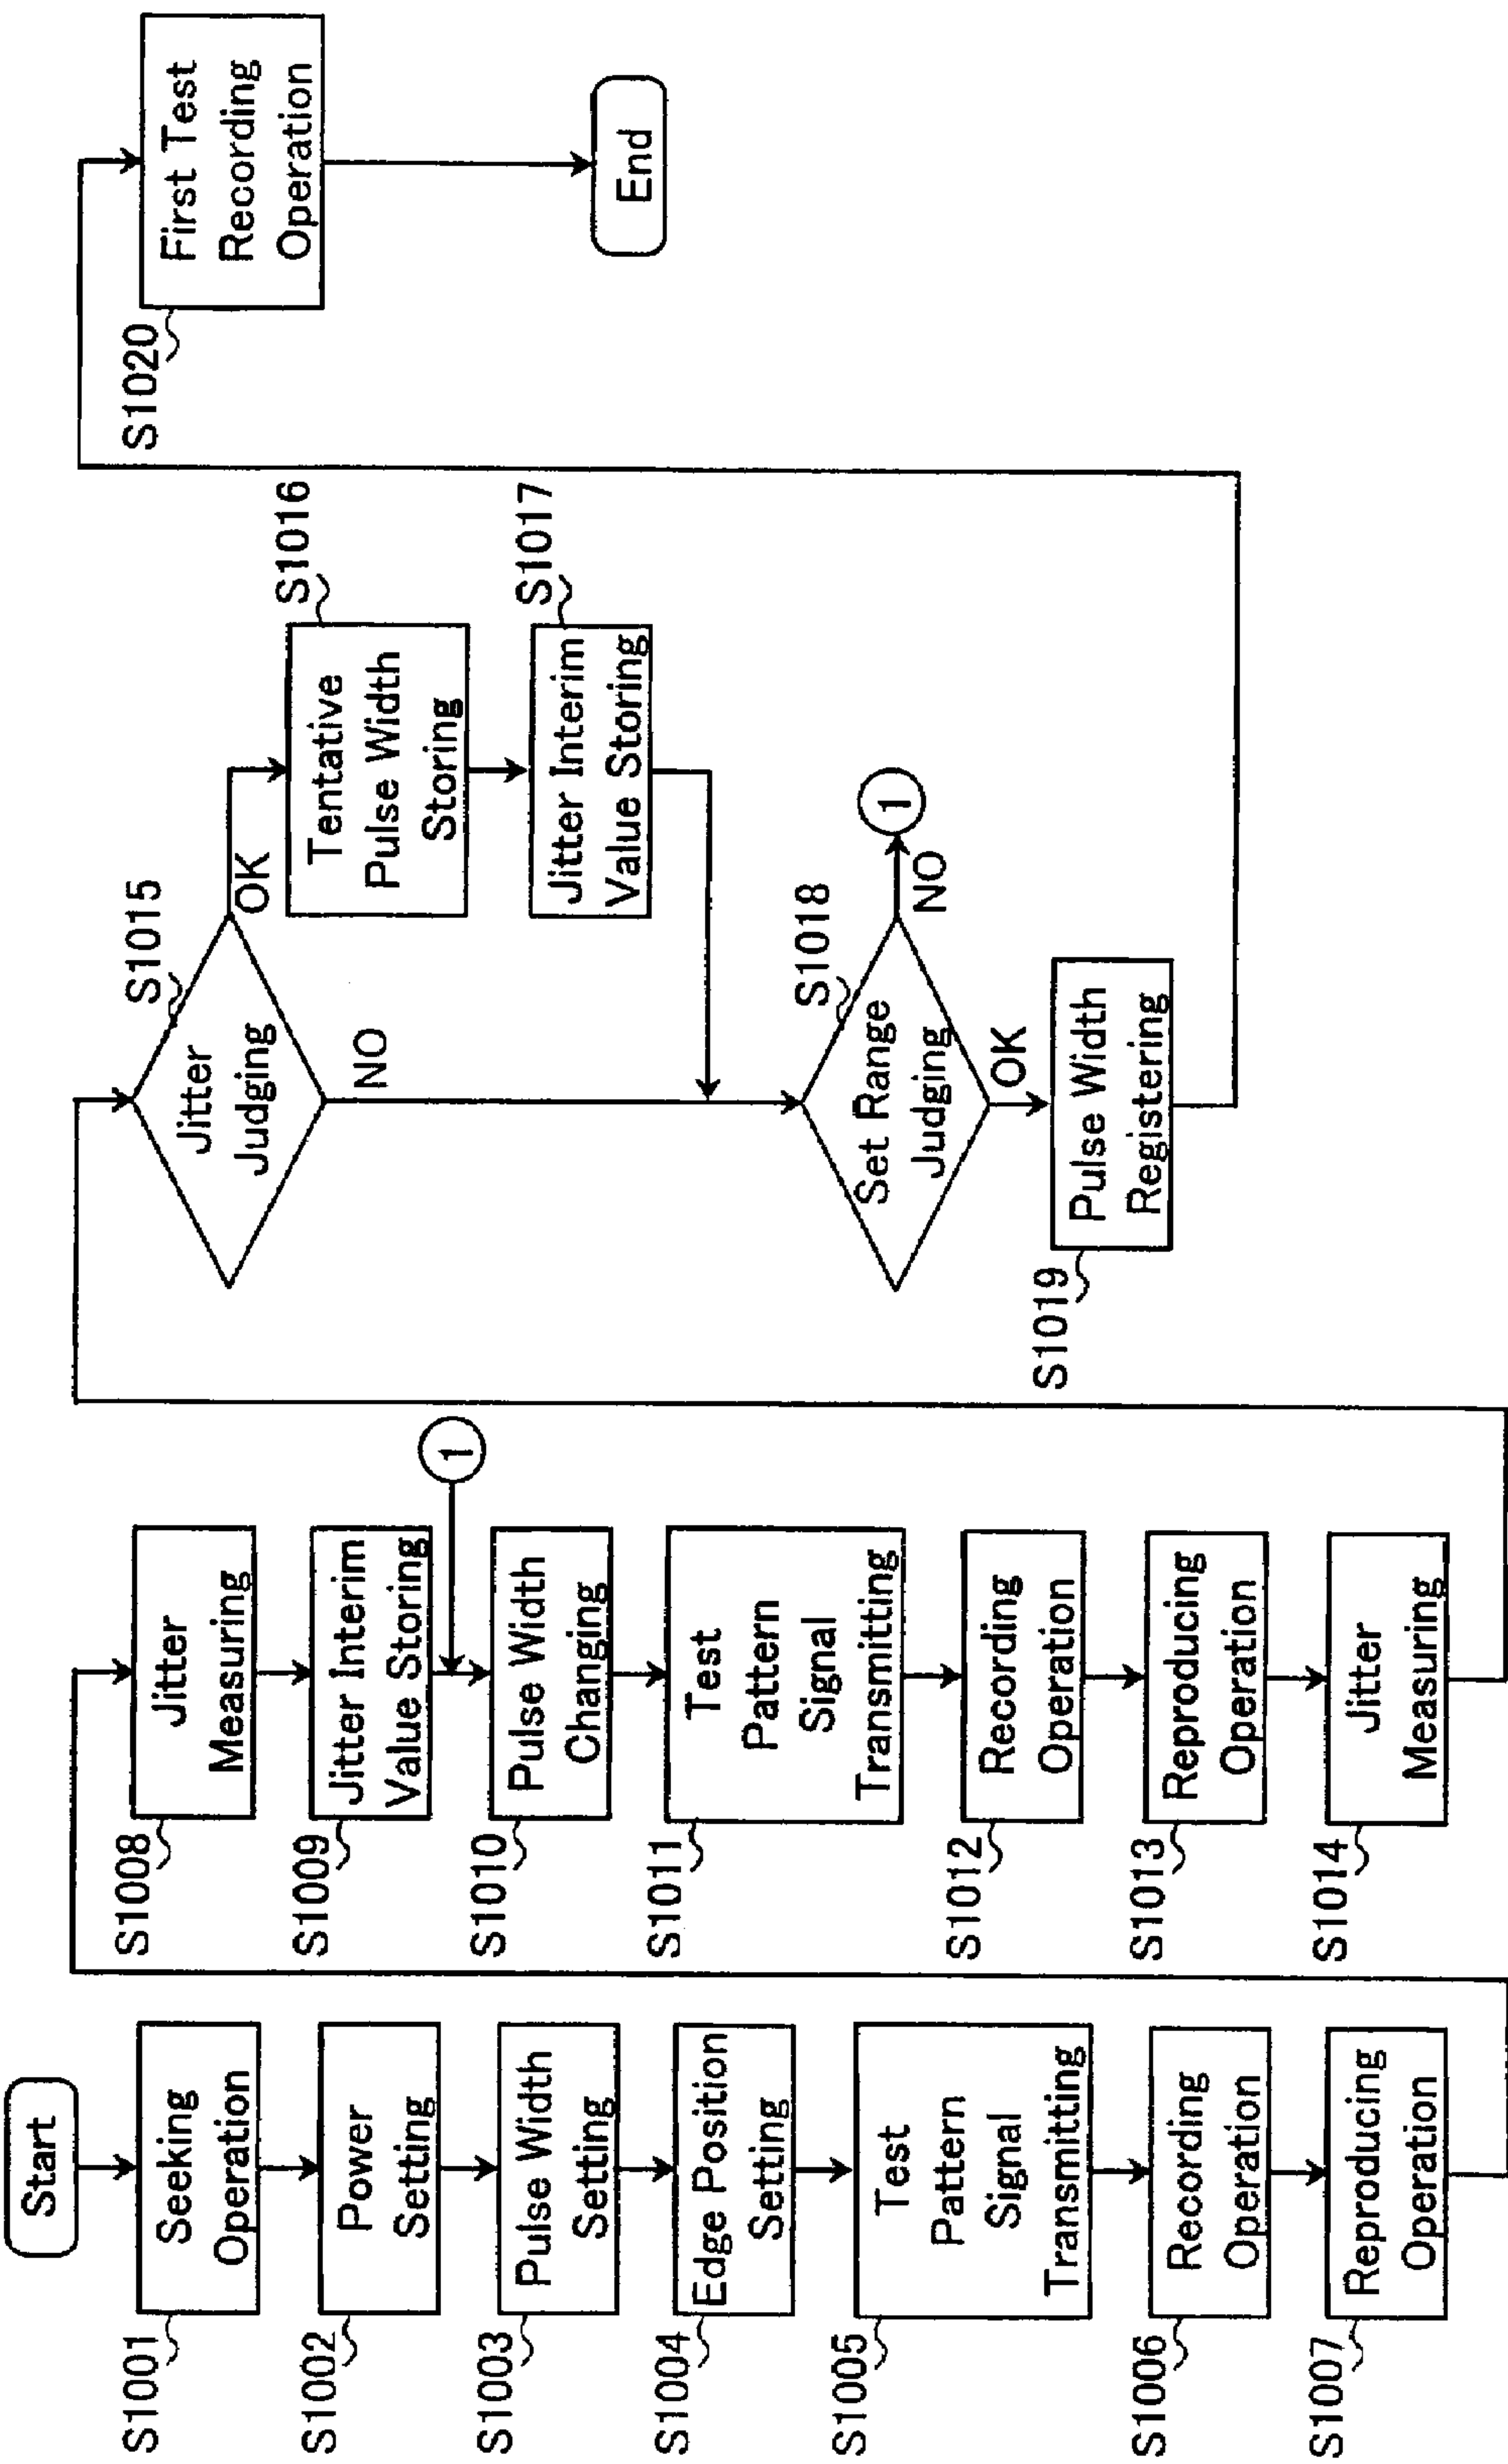 Start
S1001
Seeking
Operation
S1002
Power
Setting
S1003
Pulse Width
Setting
S1004
Edge Position
Setting
S1005
Test
Pattern
Signal
Transmitting
S1006
Recording
Operation
S1007
Reproducing
Operation
S1008
Jitter
Measuring
S1009
Jitter Interim
Value Storing
1
S1010
Pulse Width
Changing
S1011
Test
Pattern
Signal
Transmitting
S1012
Recording
Operation
S1013
Reproducing
Operation
S1014
Jitter
Measuring
S1015
Jitter
Judging
OK
NO
S1016
Tentative
Pulse Width
Storing
S1017
Jitter Interim
Value Storing
S1018
Set Range
Judging
NO
1
OK
S1019
Pulse Width
Registering
S1020
First Test
Recording
Operation
End